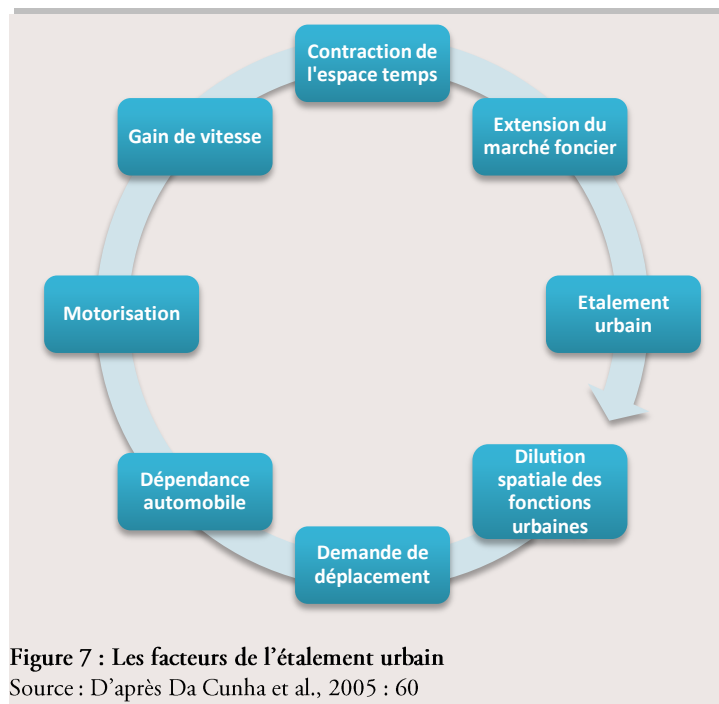 Contraction de
l'espace temps
Extension du
marché foncier
Etalement
urbain
Dilution
spatiale des
fonctions
urbaines
Demande de
déplacement
Dépendance
automobile
Motorisation
Gain de vitesse
Figure 7 : Les facteurs de l’étalement urbain
Source : D’après Da Cunha et al., 2005 : 60